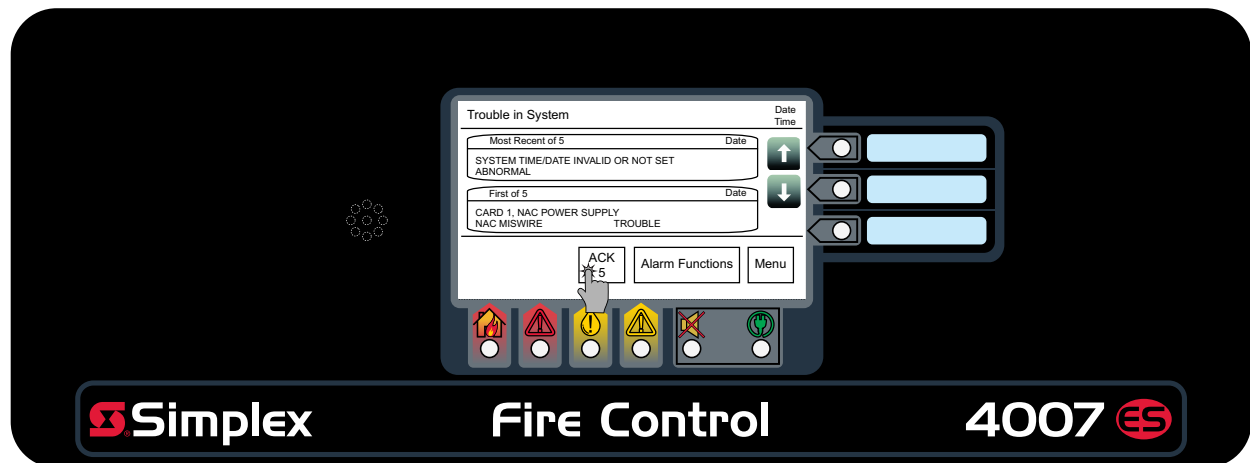 Trouble in System
Date
Time
Most Recent of 5 Date
SYSTEM TIME/DATE INVALID OR NOT SET
ABNORMAL
First of 5 Date
CARD 1, NAC POWER SUPPLY
NAC MISWIRE TROUBLE
ACK
5
Alarm Functions
Menu
Simplex
Fire Control
4007 ES